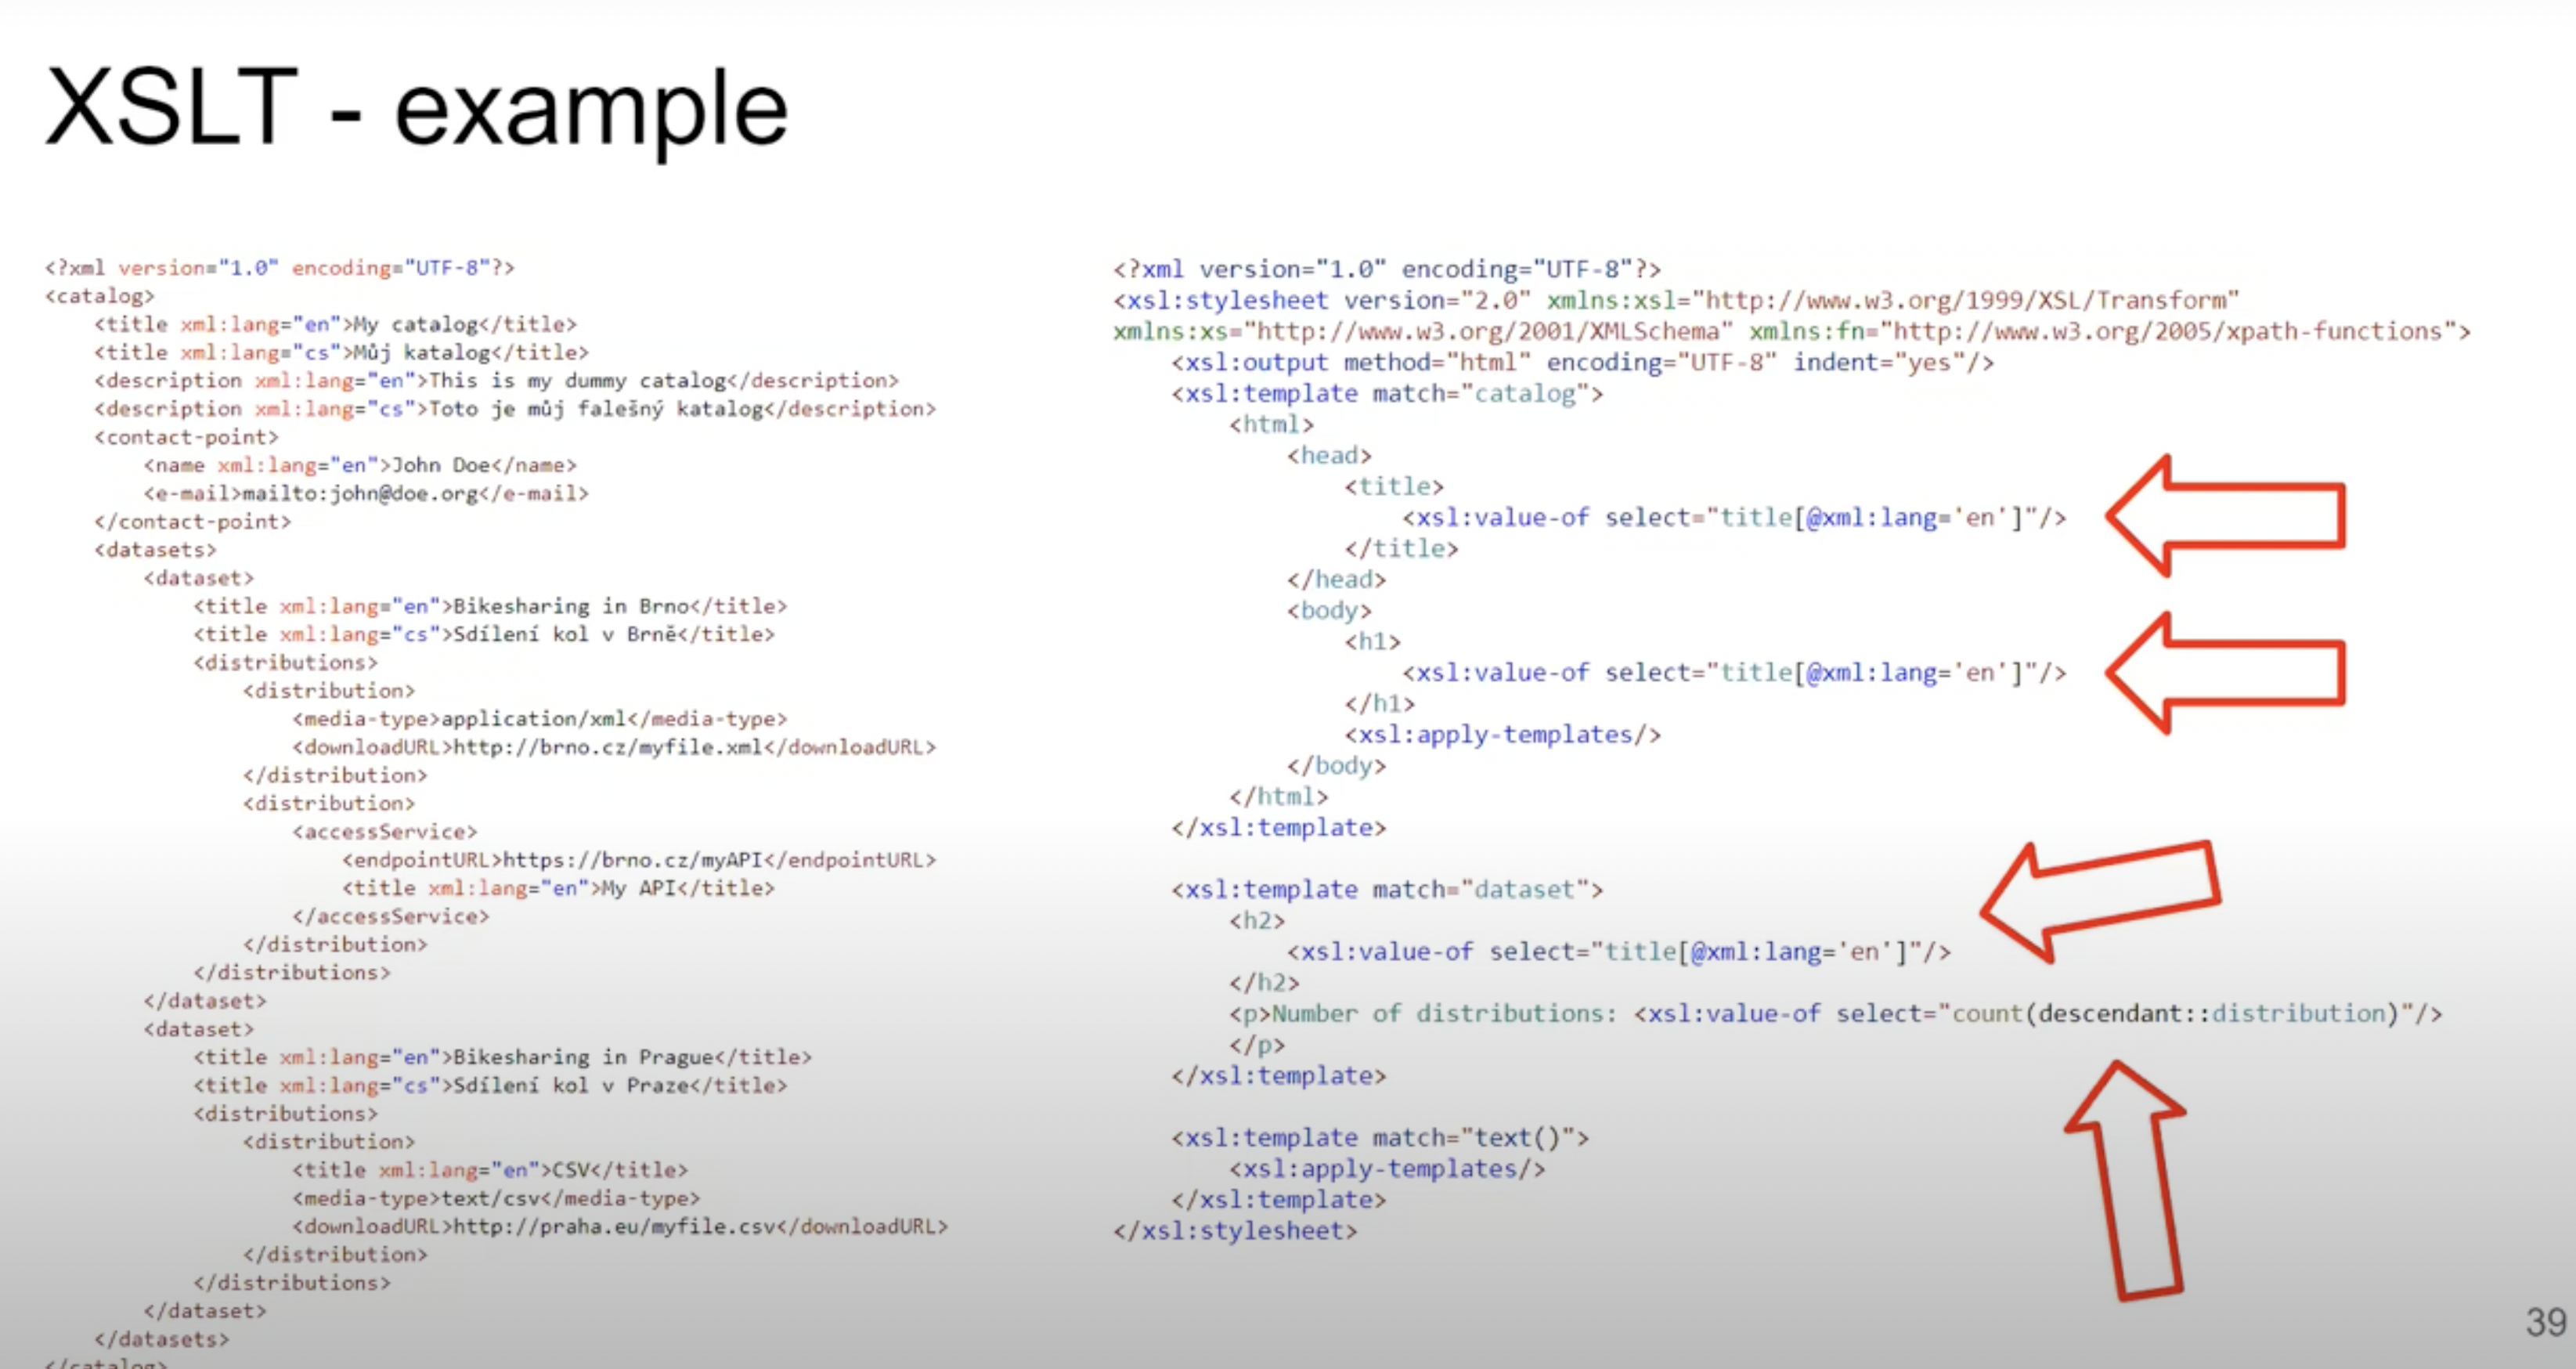 XSLT - example
<?xml version="1.0" encoding="UTF-8"?>
<catalog>
<title xml:lang="en">My catalog</title>
<title xml:lang="cs">Můj katalog</title>
<description xml:lang="en">This is my dummy catalog</description>
<description xml:lang="cs">Toto je můj falešný katalog</description>
<contact-point>
<name xml:lang="en">John Doe</name>
<e-mail>mailto:john@doe.org</e-mail>
</contact-point>
<datasets>
<dataset>
<title xml:lang="en">Bikesharing in Brno</title>
<title xml:lang="cs">Sdílení kol v Brně</title>
<distributions>
<distribution>
<media-type>application/xml</media-type>
<downloadURL>http://brno.cz/myfile.xml</downloadURL>
</distribution>
<distribution>
<accessService>
<endpointURL>https://brno.cz/myAPI</endpointURL>
<title xml:lang="en">My API</title>
</accessService>
</distribution>
</distributions>
</dataset>
<dataset>
<title xml:lang="en">Bikesharing in Prague</title>
<title xml:lang="cs">Sdílení kol v Praze</title>
<distributions>
<distribution>
<title xml:lang="en">CSV</title>
<media-type>text/csv</media-type>
<downloadURL>http://praha.eu/myfile.csv</downloadURL>
</distribution>
</distributions>
</dataset>
</datasets>
</catalog>
<?xml version="1.0" encoding="UTF-8"?>
<xsl:stylesheet version="2.0" xmlns:xsl="http://www.w3.org/1999/XSL/Transform"
xmlns:xs="http://www.w3.org/2001/XMLSchema" xmlns:fn="http://www.w3.org/2005/xpath-functions">
<xsl:output method="html" encoding="UTF-8" indent="yes"/>
<xsl:template match="catalog">
<html>
<head>
<title>
<xsl:value-of select="title[@xml:lang='en']"/>
</title>
</head>
<body>
<h1>
<xsl:value-of select="title[@xml:lang='en']"/>
</h1>
<xsl:apply-templates/>
</body>
</html>
</xsl:template>
<xsl:template match="dataset">
<h2>
<xsl:value-of select="title[@xml:lang='en']"/>
</h2>
<p>Number of distributions: <xsl:value-of select="count(descendant::distribution)"/>
</p>
</xsl:template>
<xsl:template match="text()">
<xsl:apply-templates/>
</xsl:template>
</xsl:stylesheet>
39